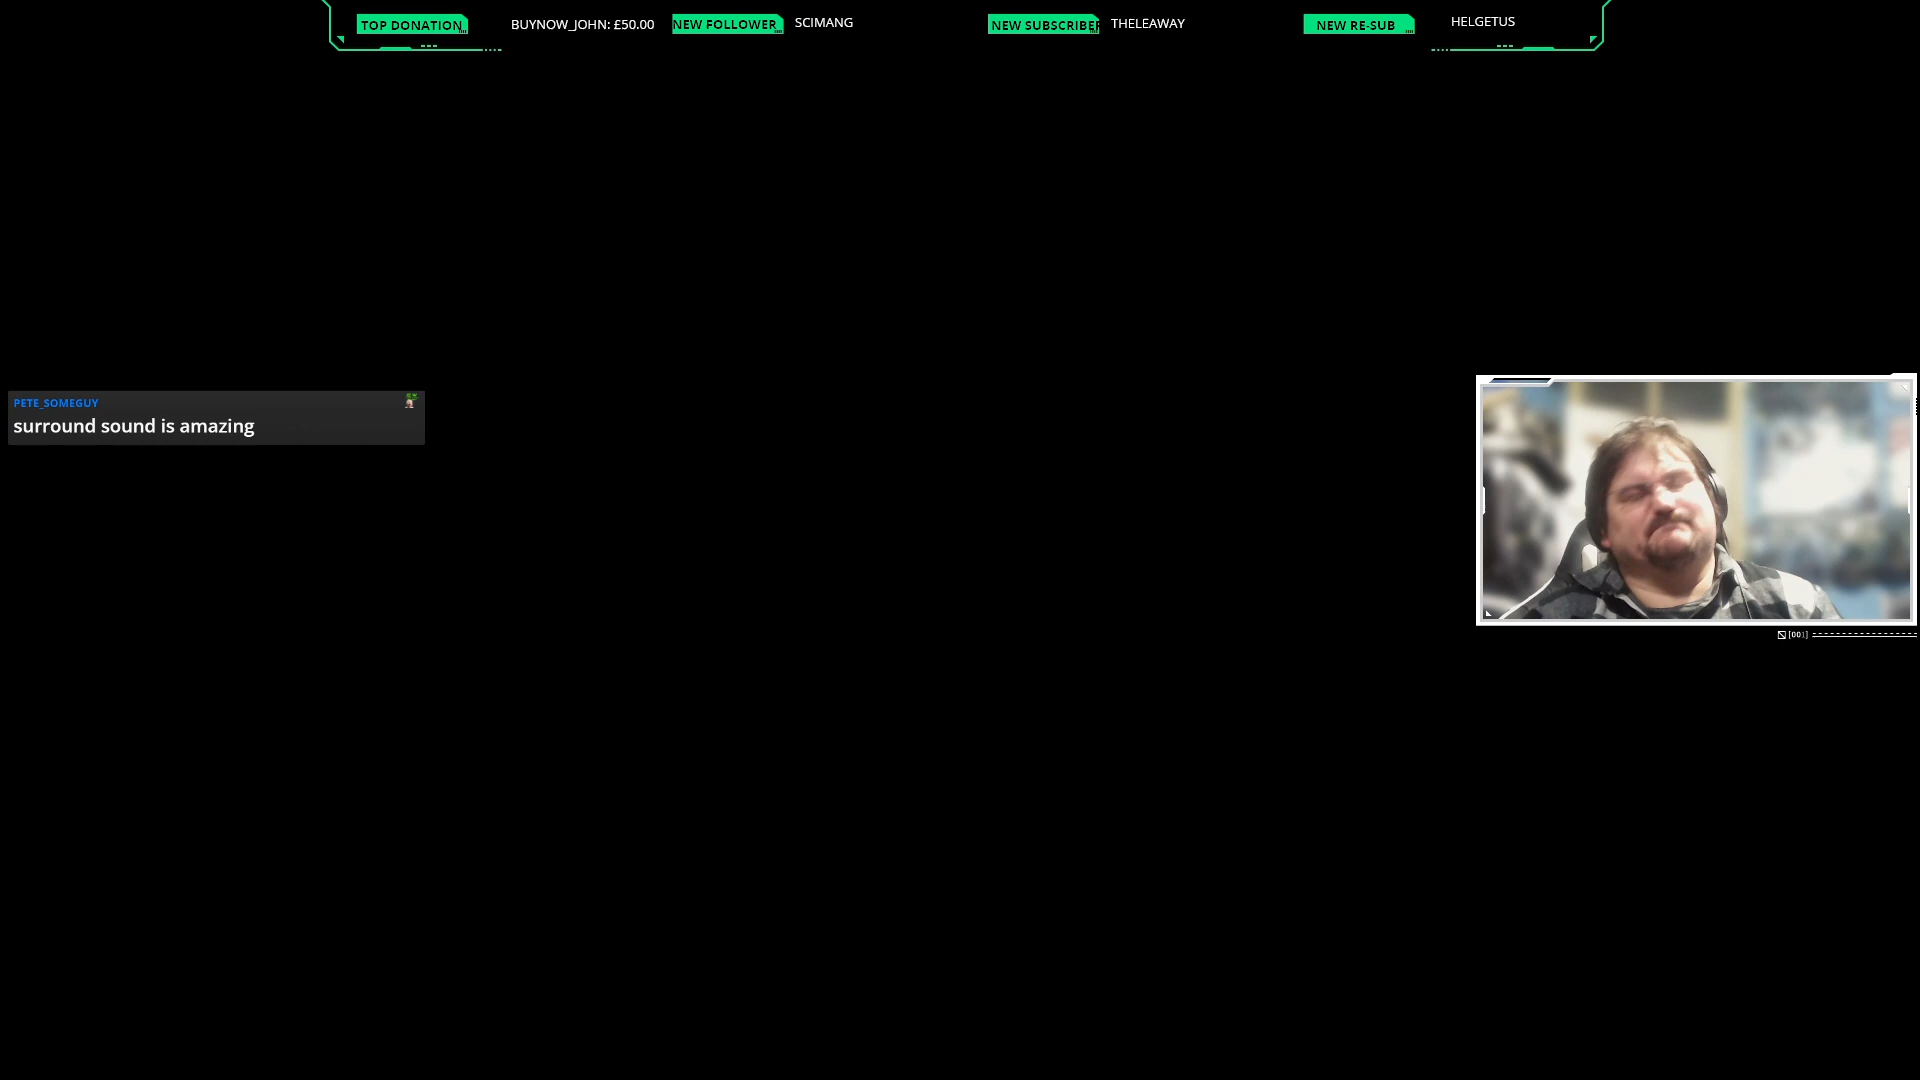 TOP DONATION
BUYNOW_JOHN: £50.00
NEW FOLLOWER
SCIMANG
NEW SUBSCRIBER
THELEAWAY
NEW RE-SUB
HELGETUS
PETE_SOMEGUY
surround sound is amazing
[001]